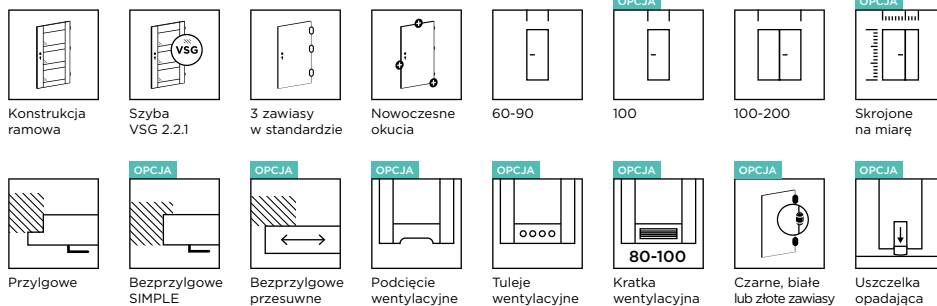 OPCJA
OPCJA
VSG
Konstrukcja
ramowa
Szyba
VSG 2.2.1
3 zawiasy
w standardzie
Nowoczesne
okucia
60-90
100
100-200
Skrojone
na miarę
OPCJA
OPCJA
OPCJA
OPCJA
OPCJA
OPCJA
OPCJA
80-100
Przylgowe
Bezprzylgowe
SIMPLE
Bezprzylgowe
przesuwne
Podcięcie
wentylacyjne
Tuleje
wentylacyjne
Kratka
wentylacyjna
Czarne, białe
lub złote zawiasy
Uszczelka
opadająca